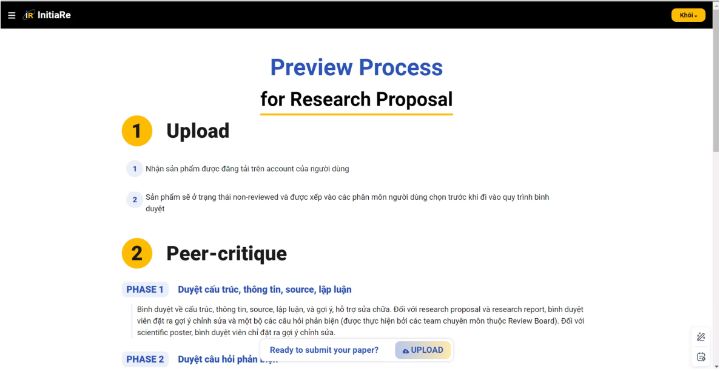 IR InitiaRe
Khôi
Preview Process
for Research Proposal
1 Upload
1 Nhận sản phẩm được đăng tải trên account của người dùng
2 Sản phẩm sẽ ở trạng thái non-reviewed và được xếp vào các phân môn người dùng chọn trước khi đi vào quy trình bình
duyệt
2 Peer-critique
PHASE 1 Duyệt cấu trúc, thông tin, source, lập luận
Bình duyệt về cấu trúc, thông tin, source, lập luận, và gợi ý, hỗ trợ sửa chữa. Đối với research proposal và research report, bình duyệt
viên đặt ra gợi ý chỉnh sửa và một bộ các câu hỏi phản biện (được thực hiện bởi các team chuyên môn thuộc Review Board). Đối với
scientific poster, bình duyệt viên chỉ đặt ra gợi ý chỉnh sửa.
Ready to submit your paper? UPLOAD
PHASE 2 Duyệt câu hỏi phản biện